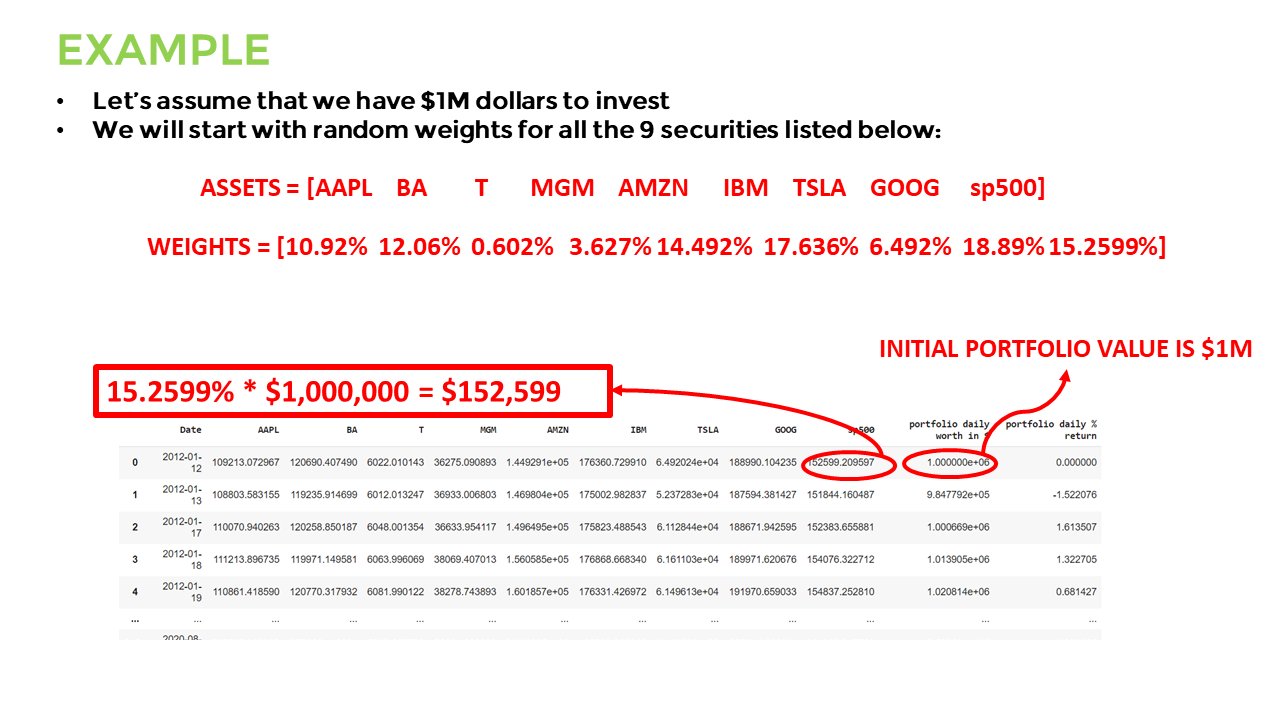 EXAMPLE
• Let's assume that we have $1M dollars to invest
• We will start with random weights for all the 9 securities listed below:
ASSETS = [AAPL BA T MGM AMZN IBM TSLA GOOG sp500]
WEIGHTS = [10.92% 12.06% 0.602% 3.627% 14.492% 17.636% 6.492% 18.89% 15.2599%]
INITIAL PORTFOLIO VALUE IS $1M
15.2599% * $1,000,000 = $152,599
Date AAPL BA T MGM AMZN IBM TSLA GOOG sp500 portfolio daily worth in $ portfolio daily % return
0 2012-01-12 109213.072967 120690.407490 6022.010143 36275.090893 1.449291e+05 176360.729910 6.492024e+04 188990.104235 152599.209597 1.000000e+06 0.000000
1 2012-01-13 108803.583155 119235.914699 6012.013247 36933.006803 1.469804e+05 175002.982837 5.237283e+04 187594.381427 151844.160487 9.847792e+05 -1.522076
2 2012-01-17 110070.940263 120258.850187 6048.001354 36633.954117 1.496495e+05 175823.488543 6.112844e+04 188671.942595 152383.655881 1.000669e+06 1.613507
3 2012-01-18 111213.896735 119971.149581 6063.996069 38069.407013 1.560585e+05 176868.668340 6.161103e+04 189971.620676 154076.322712 1.013905e+06 1.322705
4 2012-01-19 110861.418590 120770.317932 6081.990122 38278.743893 1.601857e+05 176331.426972 6.149613e+04 191970.659033 154837.252810 1.020814e+06 0.681427
... ... ... ... ... ... ... ... ... ... ... ...
2020-08-